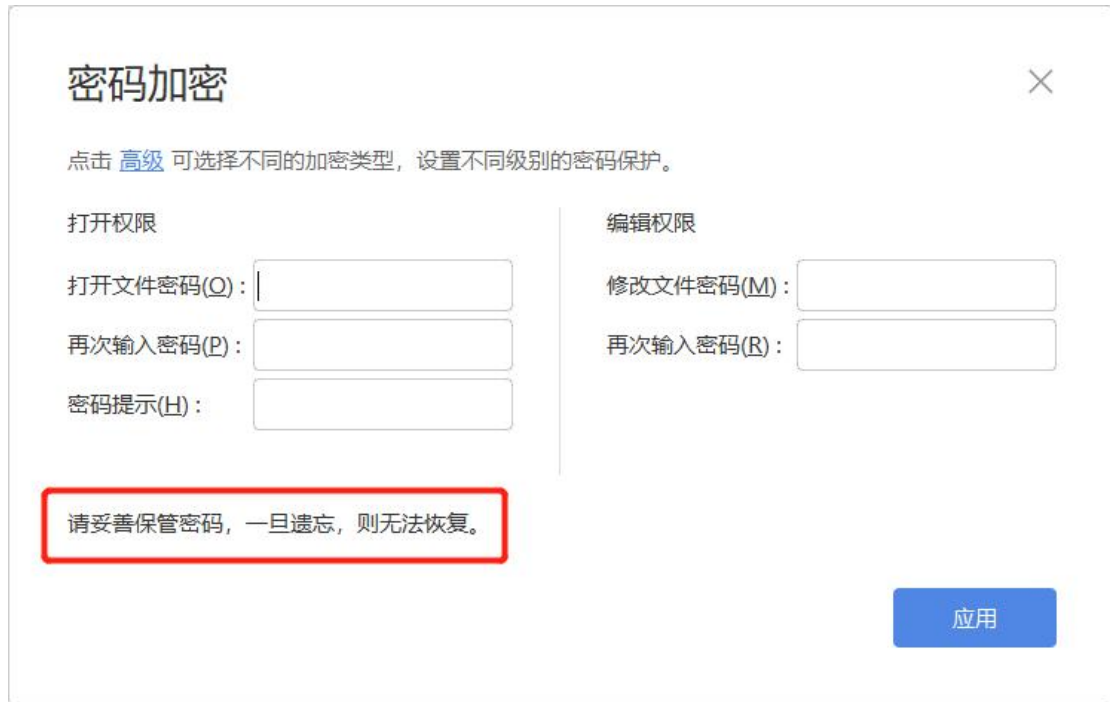 密码加密
点击 高级 可选择不同的加密类型，设置不同级别的密码保护。
打开权限
打开文件密码(O)：
再次输入密码(P)：
密码提示(H)：
编辑权限
修改文件密码(M)：
再次输入密码(R)：
请妥善保管密码，一旦遗忘，则无法恢复。
应用